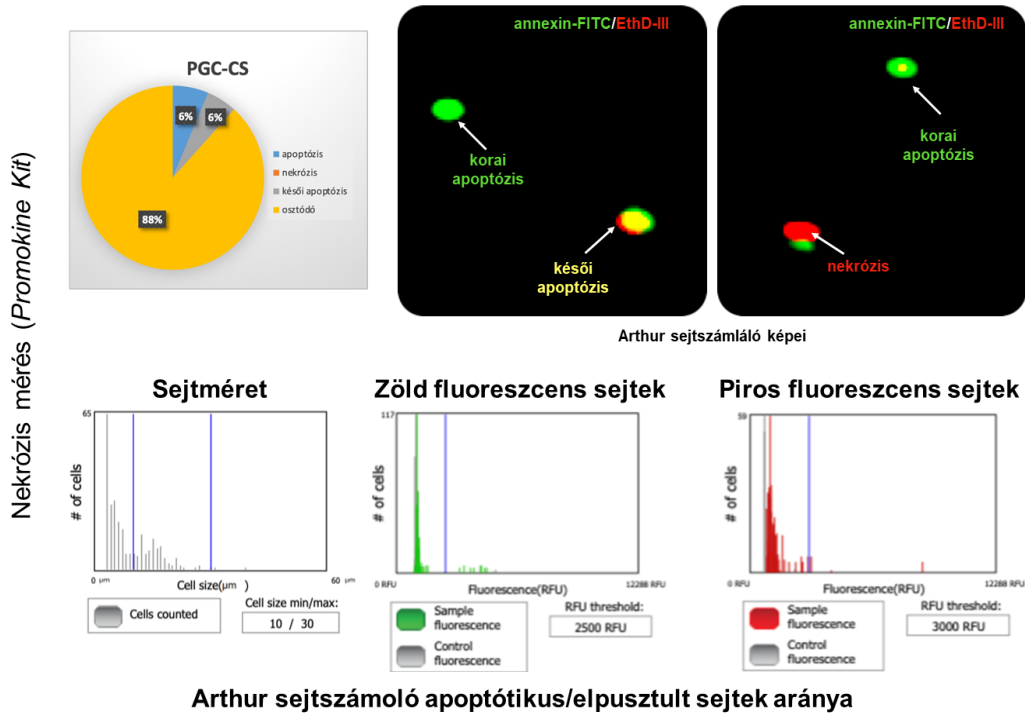 Nekrózis mérés (Promokine Kit)
PGC-CS
6%
6%
88%
apoptózis
nekrózis
késői apoptózis
osztódó
annexin-FITC/EthD-III
korai
apoptózis
késői
apoptózis
annexin-FITC/EthD-III
korai
apoptózis
nekrózis
Arthur sejtszámláló képei
Sejtméret
65
# of cells
0 µm
Cell size(µm )
60 µm
Cells counted
Cell size min/max:
10 / 30
Zöld fluoreszcens sejtek
117
# of cells
0 RFU
Fluorescence(RFU)
12288 RFU
Sample
fluorescence
Control
fluorescence
RFU threshold:
2500 RFU
Piros fluoreszcens sejtek
59
# of cells
0 RFU
Fluorescence(RFU)
12288 RFU
Sample
fluorescence
Control
fluorescence
RFU threshold:
3000 RFU
Arthur sejtszámoló apoptótikus/elpusztult sejtek aránya